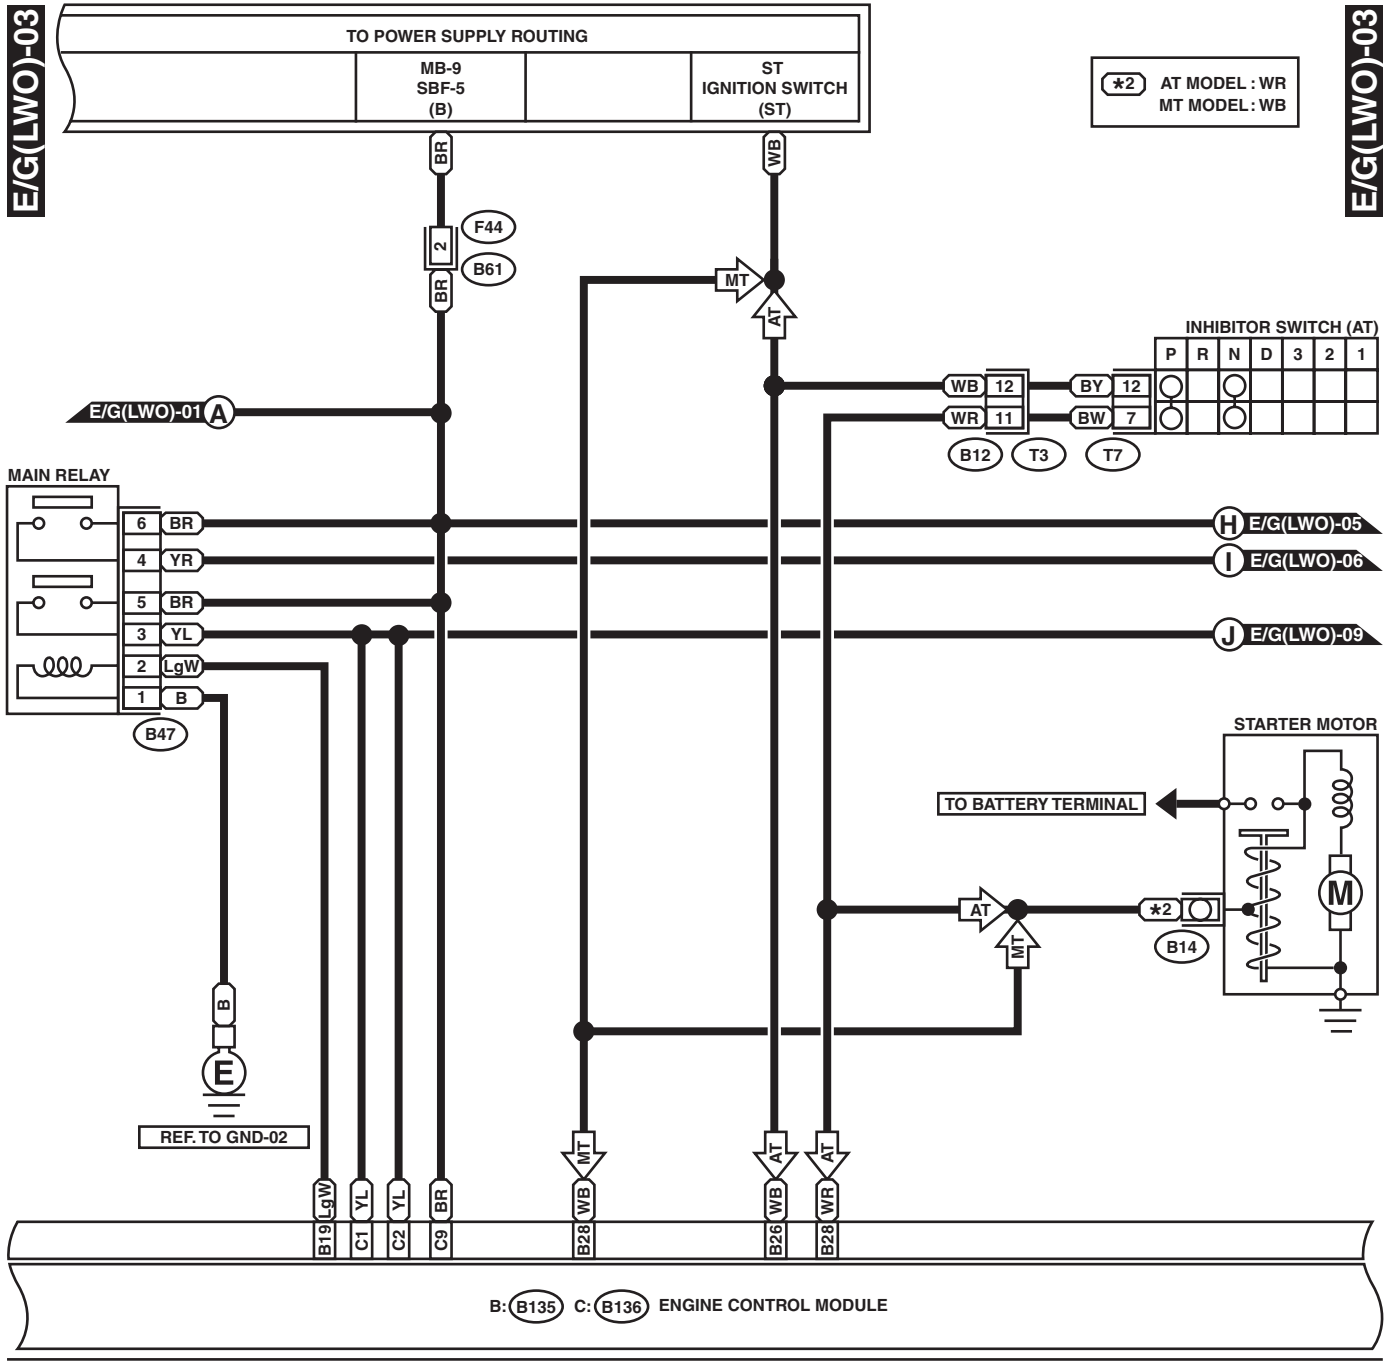 E/G(LWO)-03
E/G(LWO)-03
TO POWER SUPPLY ROUTING
MB-9
SBF-5
(B)
ST
IGNITION SWITCH
(ST)
*2 AT MODEL : WR
MT MODEL : WB
BR
WB
2
F44
B61
BR
MT
AT
INHIBITOR SWITCH (AT)
P R N D 3 2 1
WB 12 BY 12
WR 11 BW 7
B12 T3 T7
E/G(LWO)-01 A
MAIN RELAY
6 BR
H E/G(LWO)-05
4 YR
I E/G(LWO)-06
5 BR
3 YL
J E/G(LWO)-09
2 LgW
1 B
B47
STARTER MOTOR
TO BATTERY TERMINAL
M
AT
*2
B14
MT
B
E
REF. TO GND-02
MT AT AT
LgW YL YL BR WB WB WR
B19 C1 C2 C9 B28 B26 B28
B: B135 C: B136 ENGINE CONTROL MODULE